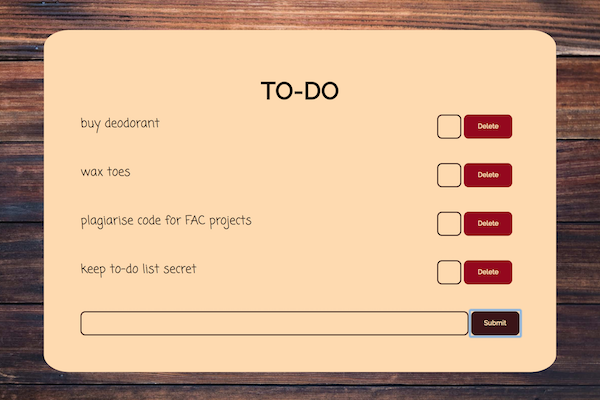 TO-DO
buy deodorant
Delete
wax toes
Delete
plagiarise code for FAC projects
Delete
keep to-do list secret
Delete
Submit